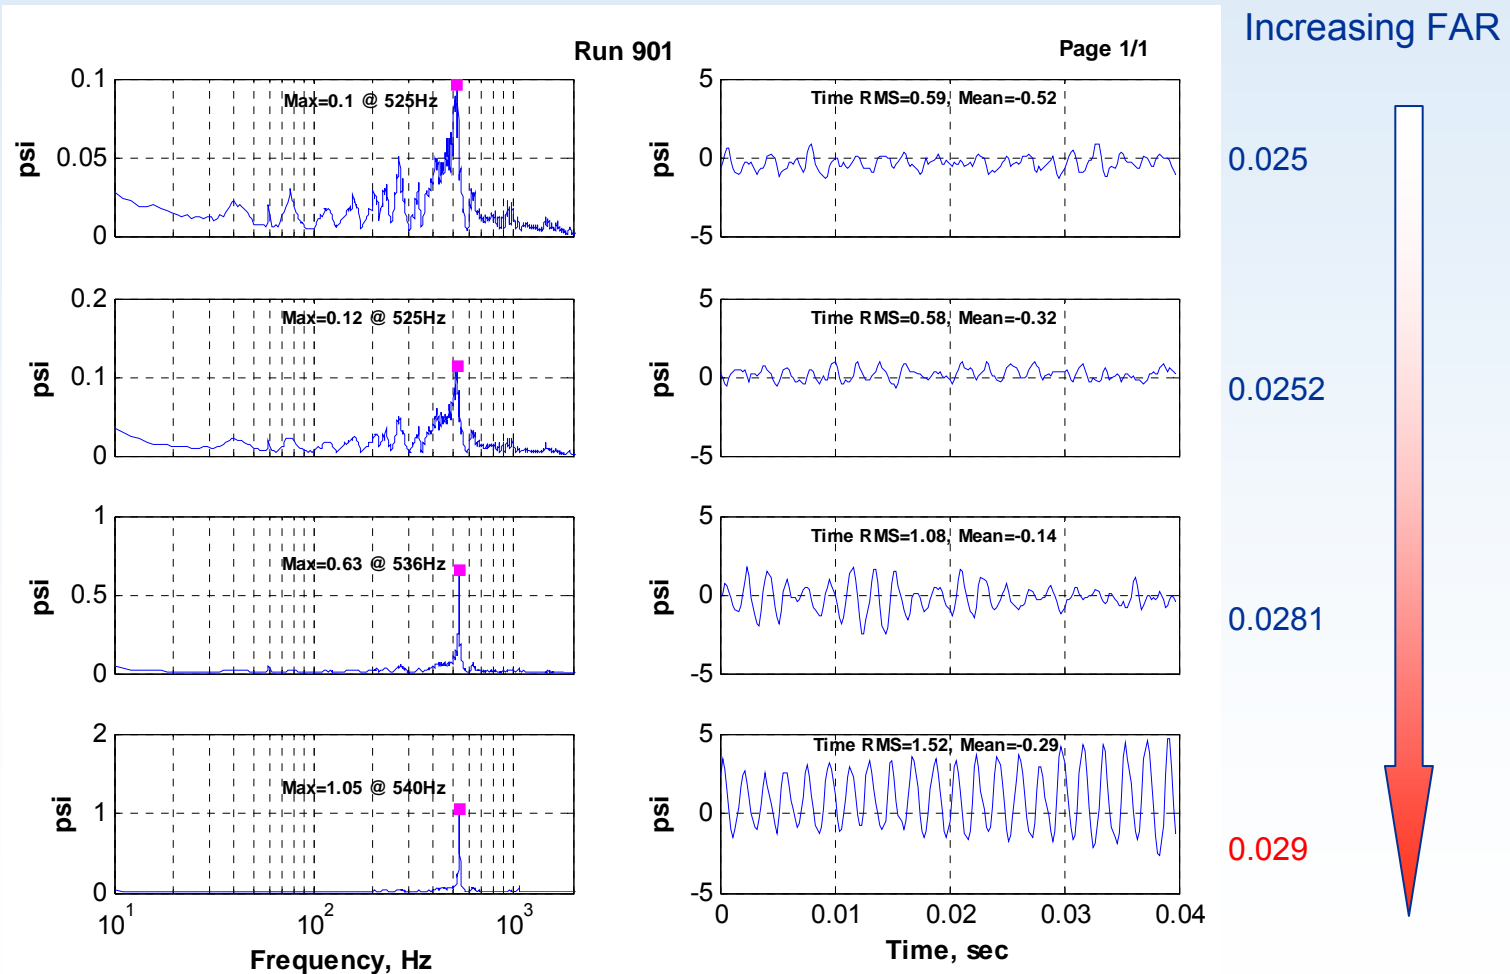 Increasing FAR
Run 901
Page 1/1
psi
0.1
0.05
0
Max=0.1 @ 525Hz
psi
5
0
-5
Time RMS=0.59, Mean=-0.52
0.025
psi
0.2
0.1
0
Max=0.12 @ 525Hz
psi
5
0
-5
Time RMS=0.58, Mean=-0.32
0.0252
psi
1
0.5
0
Max=0.63 @ 536Hz
psi
5
0
-5
Time RMS=1.08, Mean=-0.14
0.0281
psi
2
1
0
Max=1.05 @ 540Hz
10^1 10^2 10^3
Frequency, Hz
psi
5
0
-5
Time RMS=1.52, Mean=-0.29
0 0.01 0.02 0.03 0.04
Time, sec
0.029